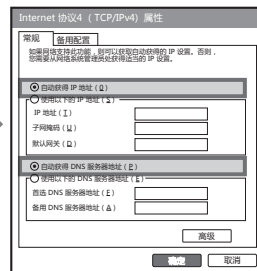 Internet 协议4 （TCP/IPv4) 属性
常规 备用配置
如果网络支持此功能，则可以获取自动获得的 IP 设置。否则，
您需要从网络系统管理员处获得适当的 IP 设置。
自动获得 IP 地址 ( O )
使用以下的 IP 地址 ( S )
IP 地址 ( I )
子网掩码 ( U )
默认网关 ( D )
自动获得 DNS 服务器地址 ( B )
使用以下的 DNS 服务器地址 ( E )
首选 DNS 服务器地址 ( F )
备用 DNS 服务器地址 ( A )
高级
确定 取消